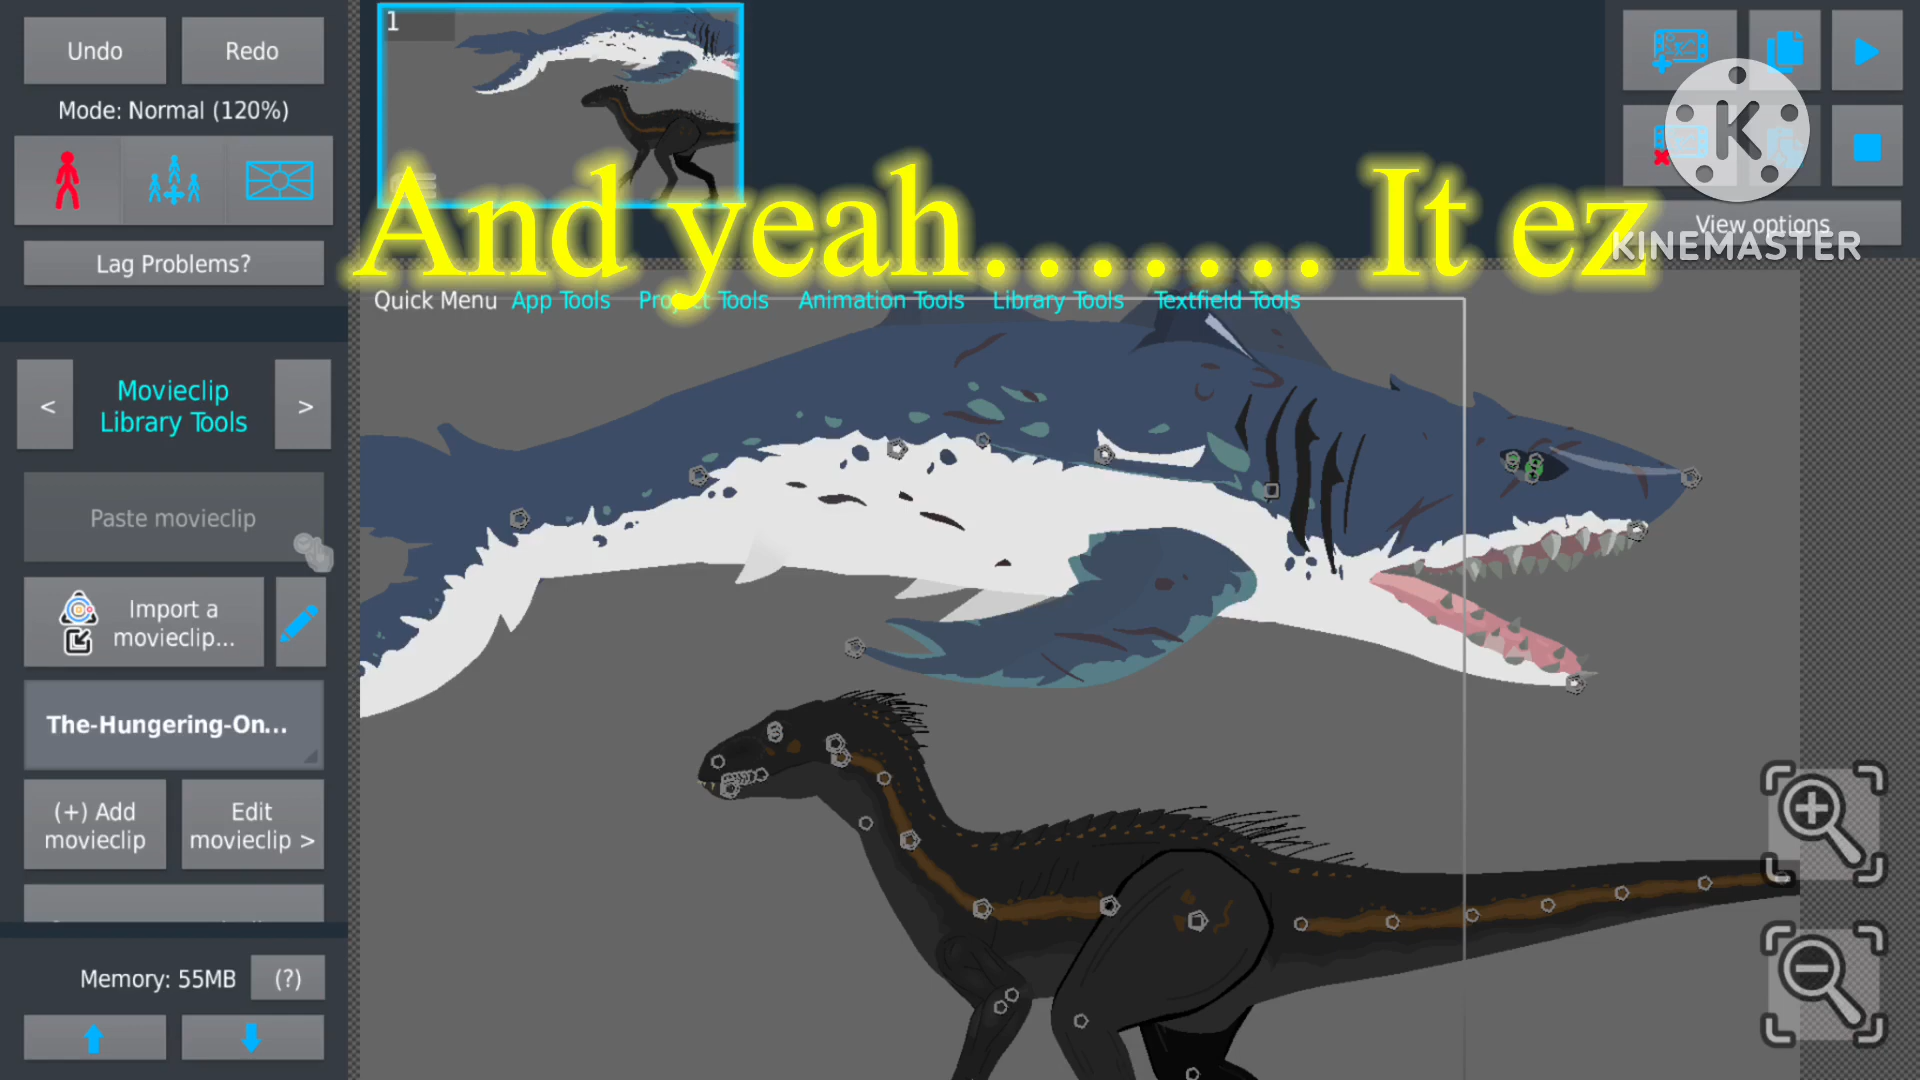 Undo
Redo
1
Mode: Normal (120%)
Lag Problems?
And yeah....... It ez
View options
KINEMASTER
Quick Menu
App Tools
Project Tools
Animation Tools
Library Tools
Textfield Tools
<
Movieclip
Library Tools
>
Paste movieclip
Import a
movieclip...
The-Hungering-On...
(+) Add
movieclip
Edit
movieclip >
Memory: 55MB
(?)